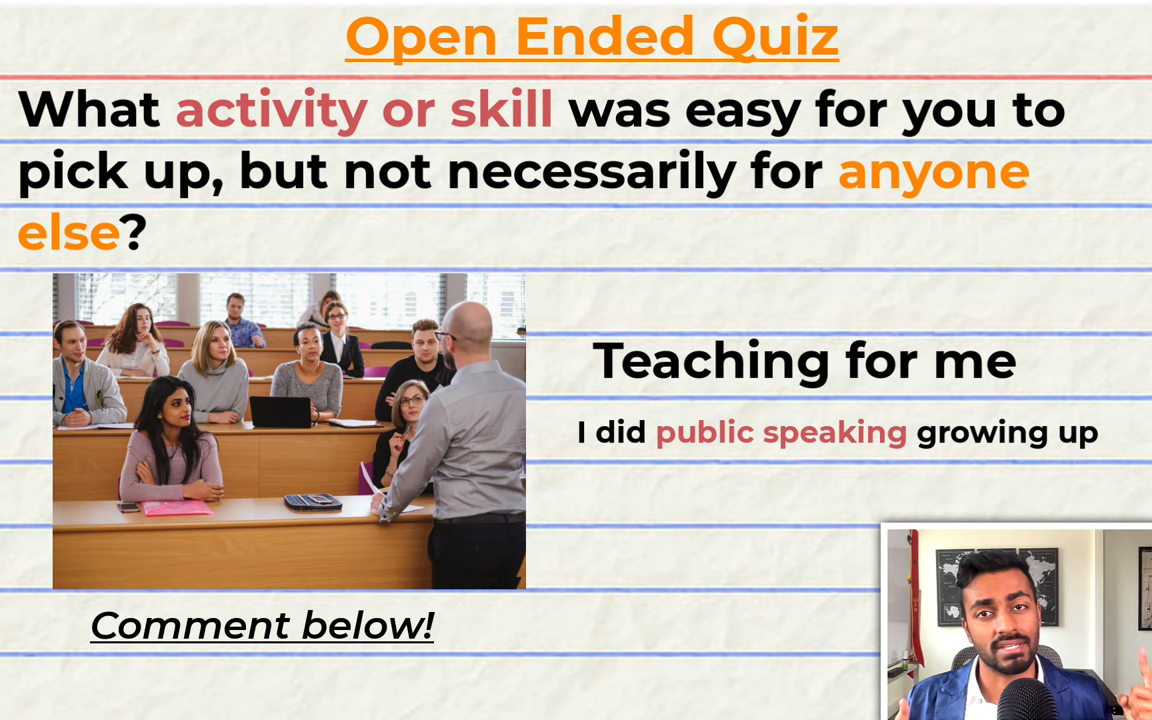 Open Ended Quiz
What activity or skill was easy for you to
pick up, but not necessarily for anyone
else?
Teaching for me
I did public speaking growing up
Comment below!